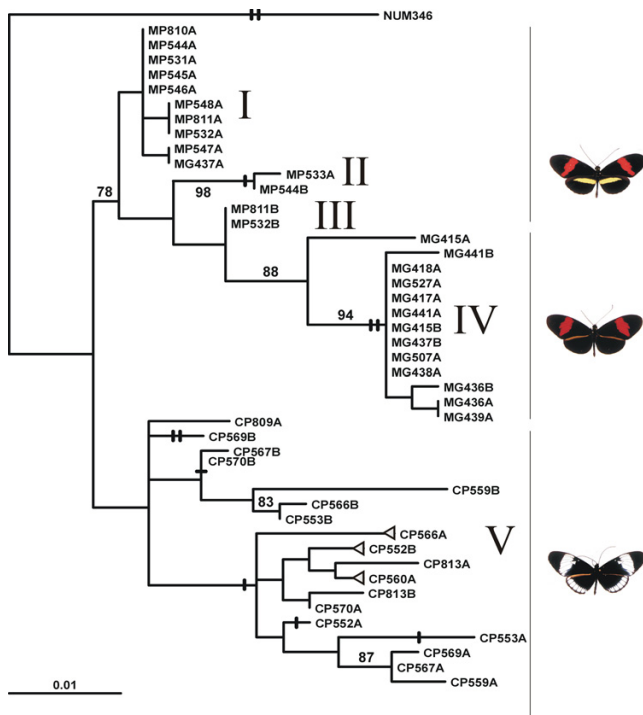 NUM346
MP810A
MP544A
MP531A
MP545A
MP546A
MP548A
I
MP811A
MP532A
MP547A
MG437A
78
98
MP533A
II
MP544B
MP811B
III
MP532B
MG415A
88
MG441B
MG418A
MG527A
MG417A
MG441A
94
IV
MG415B
MG437B
MG507A
MG438A
MG436B
MG436A
MG439A
CP809A
CP569B
CP567B
CP570B
CP559B
83
CP566B
CP553B
CP566A
V
CP552B
CP813A
CP560A
CP813B
CP570A
CP552A
CP553A
87
CP569A
CP567A
CP559A
0.01